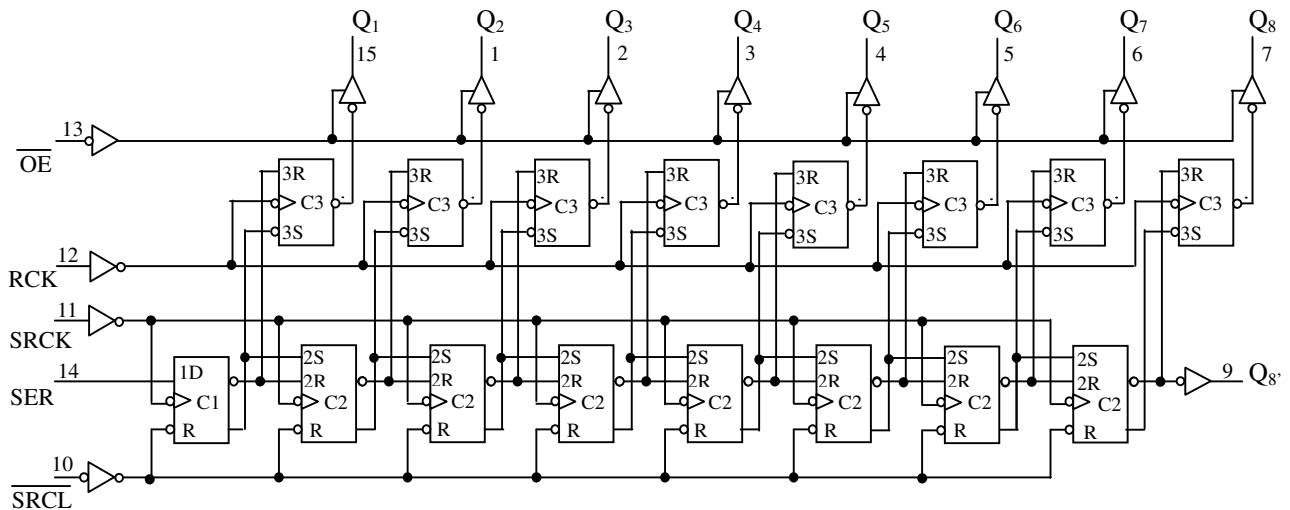 Q1 Q2 Q3 Q4 Q5 Q6 Q7 Q8
15 1 2 3 4 5 6 7
13
OE
3R 3R 3R 3R 3R 3R 3R 3R
C3 C3 C3 C3 C3 C3 C3 C3
3S 3S 3S 3S 3S 3S 3S 3S
12
RCK
11
SRCK
2S 2S 2S 2S 2S 2S 2S
14 1D 2R 2R 2R 2R 2R 2R 2R 9 Q8'
SER
C1 C2 C2 C2 C2 C2 C2 C2
R R R R R R R R
10
SRCL